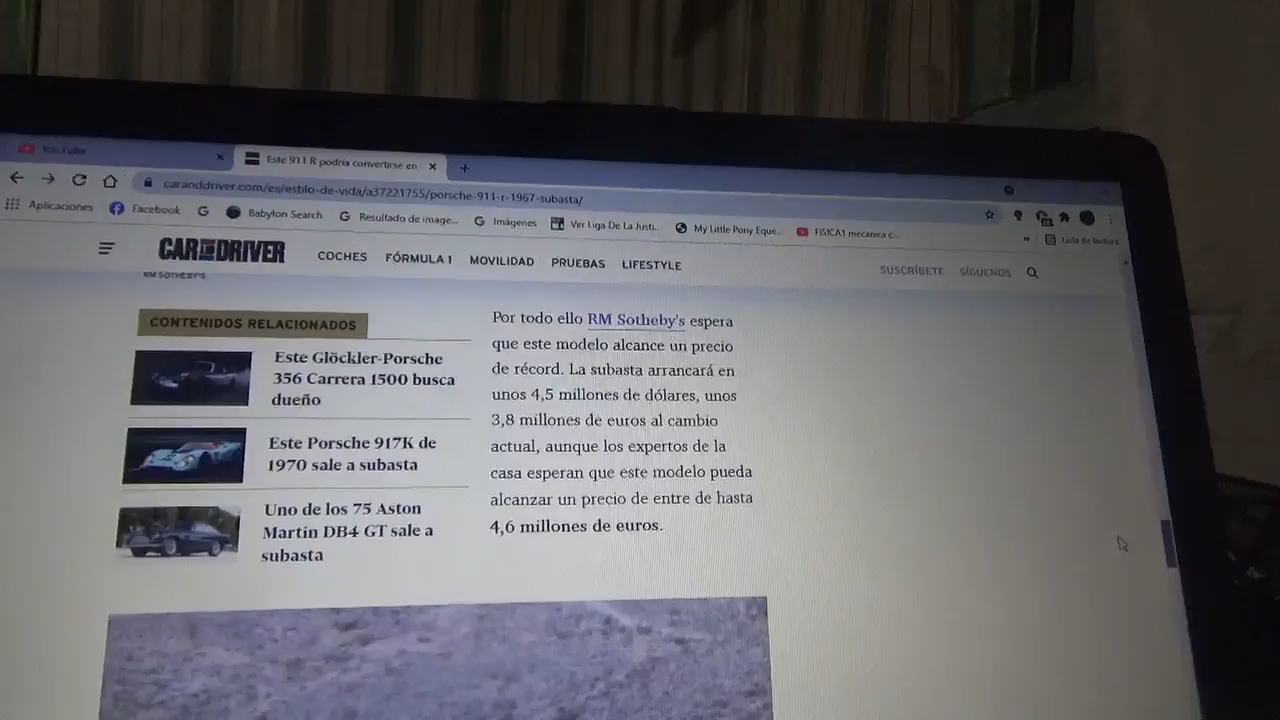 YouTube
Este 911 R podría convertirse en
caranddriver.com/es/estilo-de-vida/a37221755/porsche-911-r-1967-subasta/
Aplicaciones
Facebook
Babylon Search
Resultado de image...
Imágenes
Ver Liga De La Justi...
My Little Pony Eque...
FISICA1 mecanica c...
Lista de lectura
CAR AND DRIVER
COCHES
FÓRMULA 1
MOVILIDAD
PRUEBAS
LIFESTYLE
SUSCRÍBETE
SÍGUENOS
RM SOTHEBY'S
CONTENIDOS RELACIONADOS
Este Glöckler-Porsche
356 Carrera 1500 busca
dueño
Este Porsche 917K de
1970 sale a subasta
Uno de los 75 Aston
Martin DB4 GT sale a
subasta
Por todo ello RM Sotheby's espera
que este modelo alcance un precio
de récord. La subasta arrancará en
unos 4,5 millones de dólares, unos
3,8 millones de euros al cambio
actual, aunque los expertos de la
casa esperan que este modelo pueda
alcanzar un precio de entre de hasta
4,6 millones de euros.